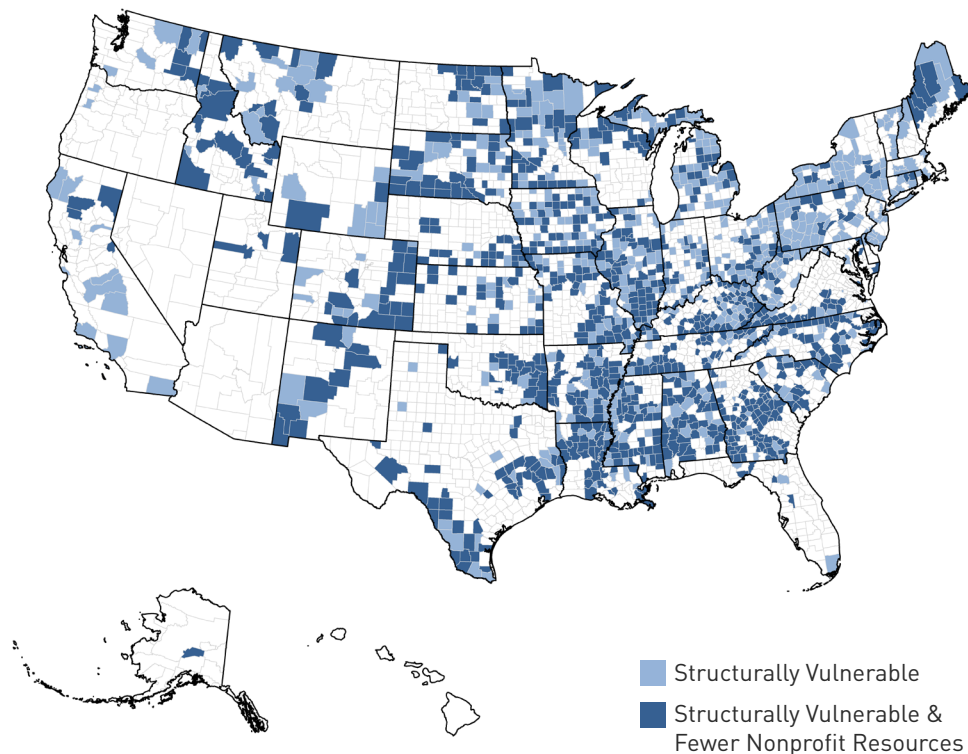 Structurally Vulnerable
Structurally Vulnerable &
Fewer Nonprofit Resources